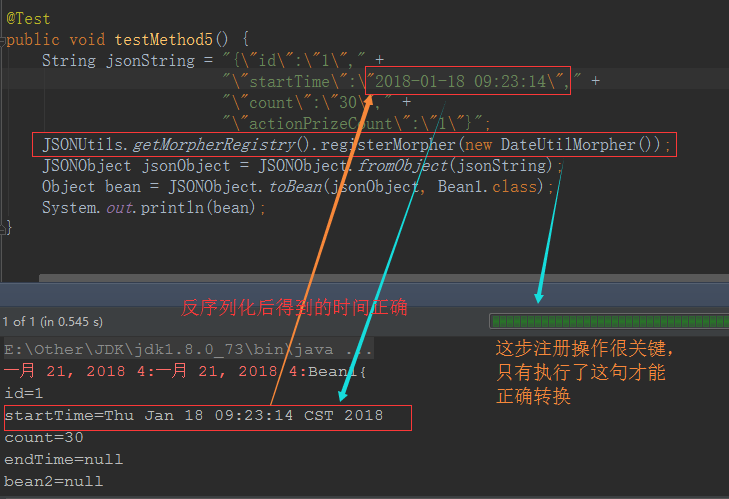 @Test
public void testMethod5() {
String jsonString = "{\"id\":\"1\"," +
"\"startTime\":\"2018-01-18 09:23:14\"," +
"\"count\":\"30\"," +
"\"actionPrizeCount\":\"1\"}";
JSONUtils.getMorpherRegistry().registerMorpher(new DateUtilMorpher());
JSONObject jsonObject = JSONObject.fromObject(jsonString);
Object bean = JSONObject.toBean(jsonObject, Bean1.class);
System.out.println(bean);
}
反序列化后得到的时间正确
1 of 1 (in 0.545 s)
这步注册操作很关键,
只有执行了这句才能
正确转换
E:\Other\JDK\jdk1.8.0_73\bin\java ...
一月 21, 2018 4:一月 21, 2018 4:Bean1{
id=1
startTime=Thu Jan 18 09:23:14 CST 2018
count=30
endTime=null
bean2=null